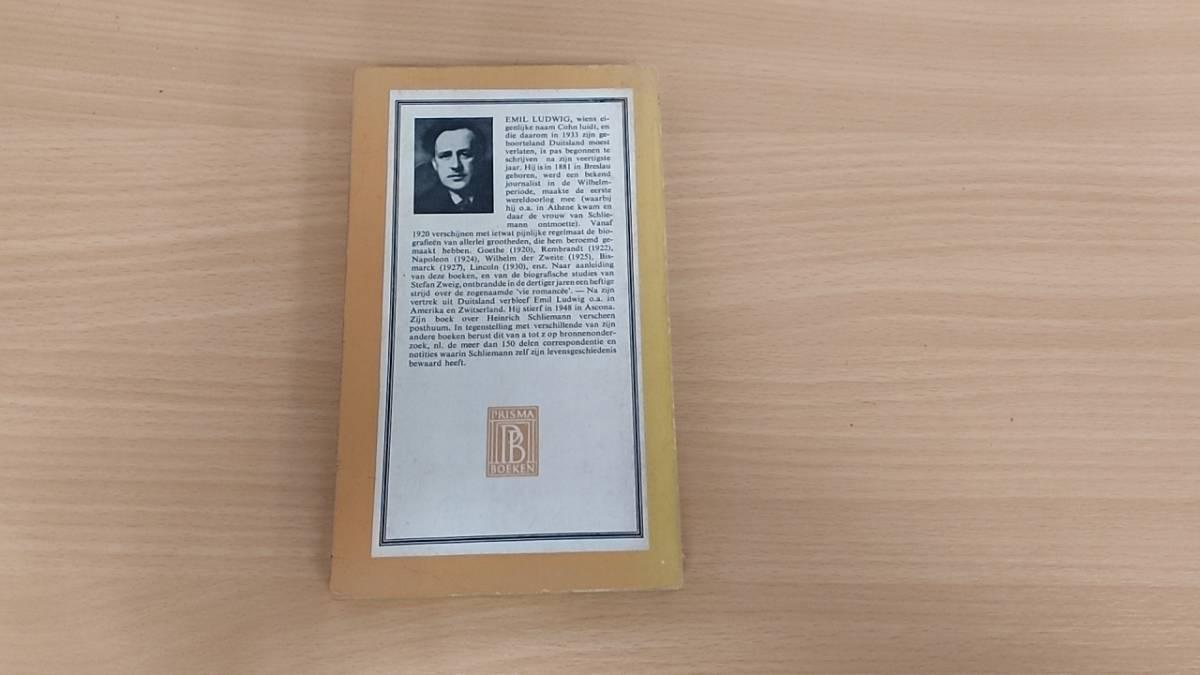 EMIL LUDWIG, wiens ei-
genlijke naam Cohn luidt, en
die daarom in 1933 zijn ge-
boorteland Duitsland moest
verlaten, is pas begonnen te
schrijven na zijn veertigste
jaar. Hij is in 1881 in Breslau
geboren, werd een bekend
journalist in de Wilhelm-
periode, maakte de eerste
wereldoorlog mee (waarbij
hij o.a. in Athene kwam en
daar de vrouw van Schlie-
mann ontmoette). Vanaf
1920 verschijnen met ietwat pijnlijke regelmaat de bio-
grafieën van allerlei grootheden, die hem beroemd ge-
maakt hebben. Goethe (1920), Rembrandt (1922),
Napoleon (1924), Wilhelm der Zweite (1925), Bis-
marck (1927), Lincoln (1930), enz. Naar aanleiding
van deze boeken, en van de biografische studies van
Stefan Zweig, ontbrandde in de dertiger jaren een heftige
strijd over de zogenaamde 'vie romancée'. — Na zijn
vertrek uit Duitsland verbleef Emil Ludwig o.a. in
Amerika en Zwitserland. Hij stierf in 1948 in Ascona.
Zijn boek over Heinrich Schliemann verscheen
posthuum. In tegenstelling met verschillende van zijn
andere boeken berust dit van a tot z op bronnenonder-
zoek, nl. de meer dan 150 delen correspondentie en
notities waarin Schliemann zelf zijn levensgeschiedenis
bewaard heeft.
PRISMA
PB
BOEKEN